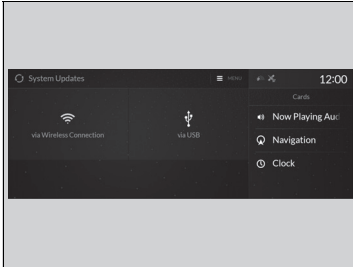 System Updates
MENU
12:00
via Wireless Connection
via USB
Cards
Now Playing Aud
Navigation
Clock